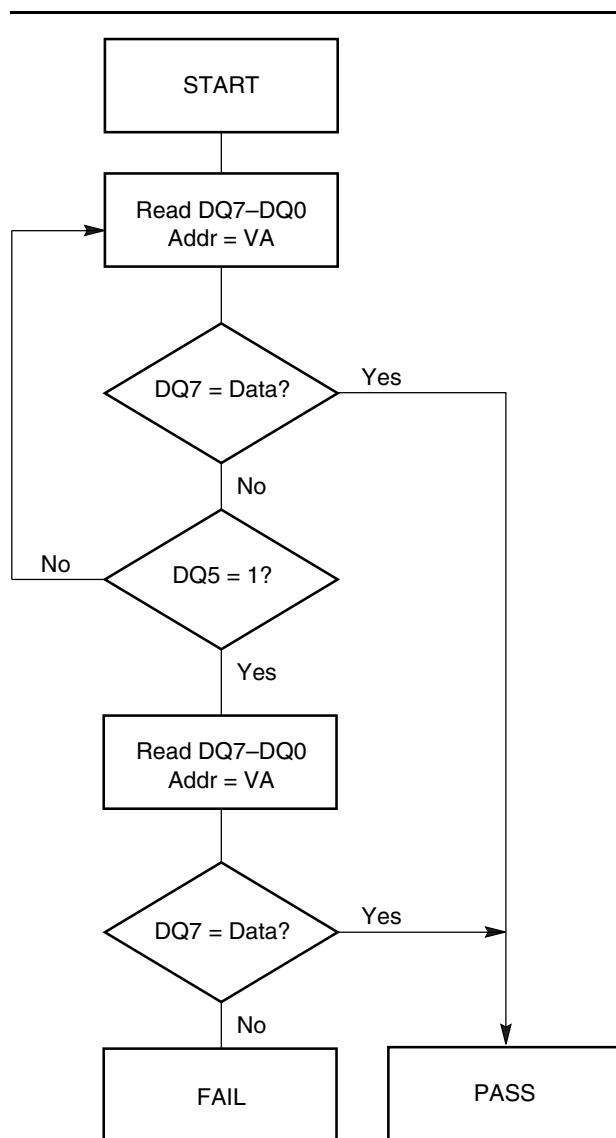 START
Read DQ7–DQ0
Addr = VA
DQ7 = Data?
Yes
No
No
DQ5 = 1?
Yes
Read DQ7–DQ0
Addr = VA
DQ7 = Data?
Yes
No
FAIL
PASS